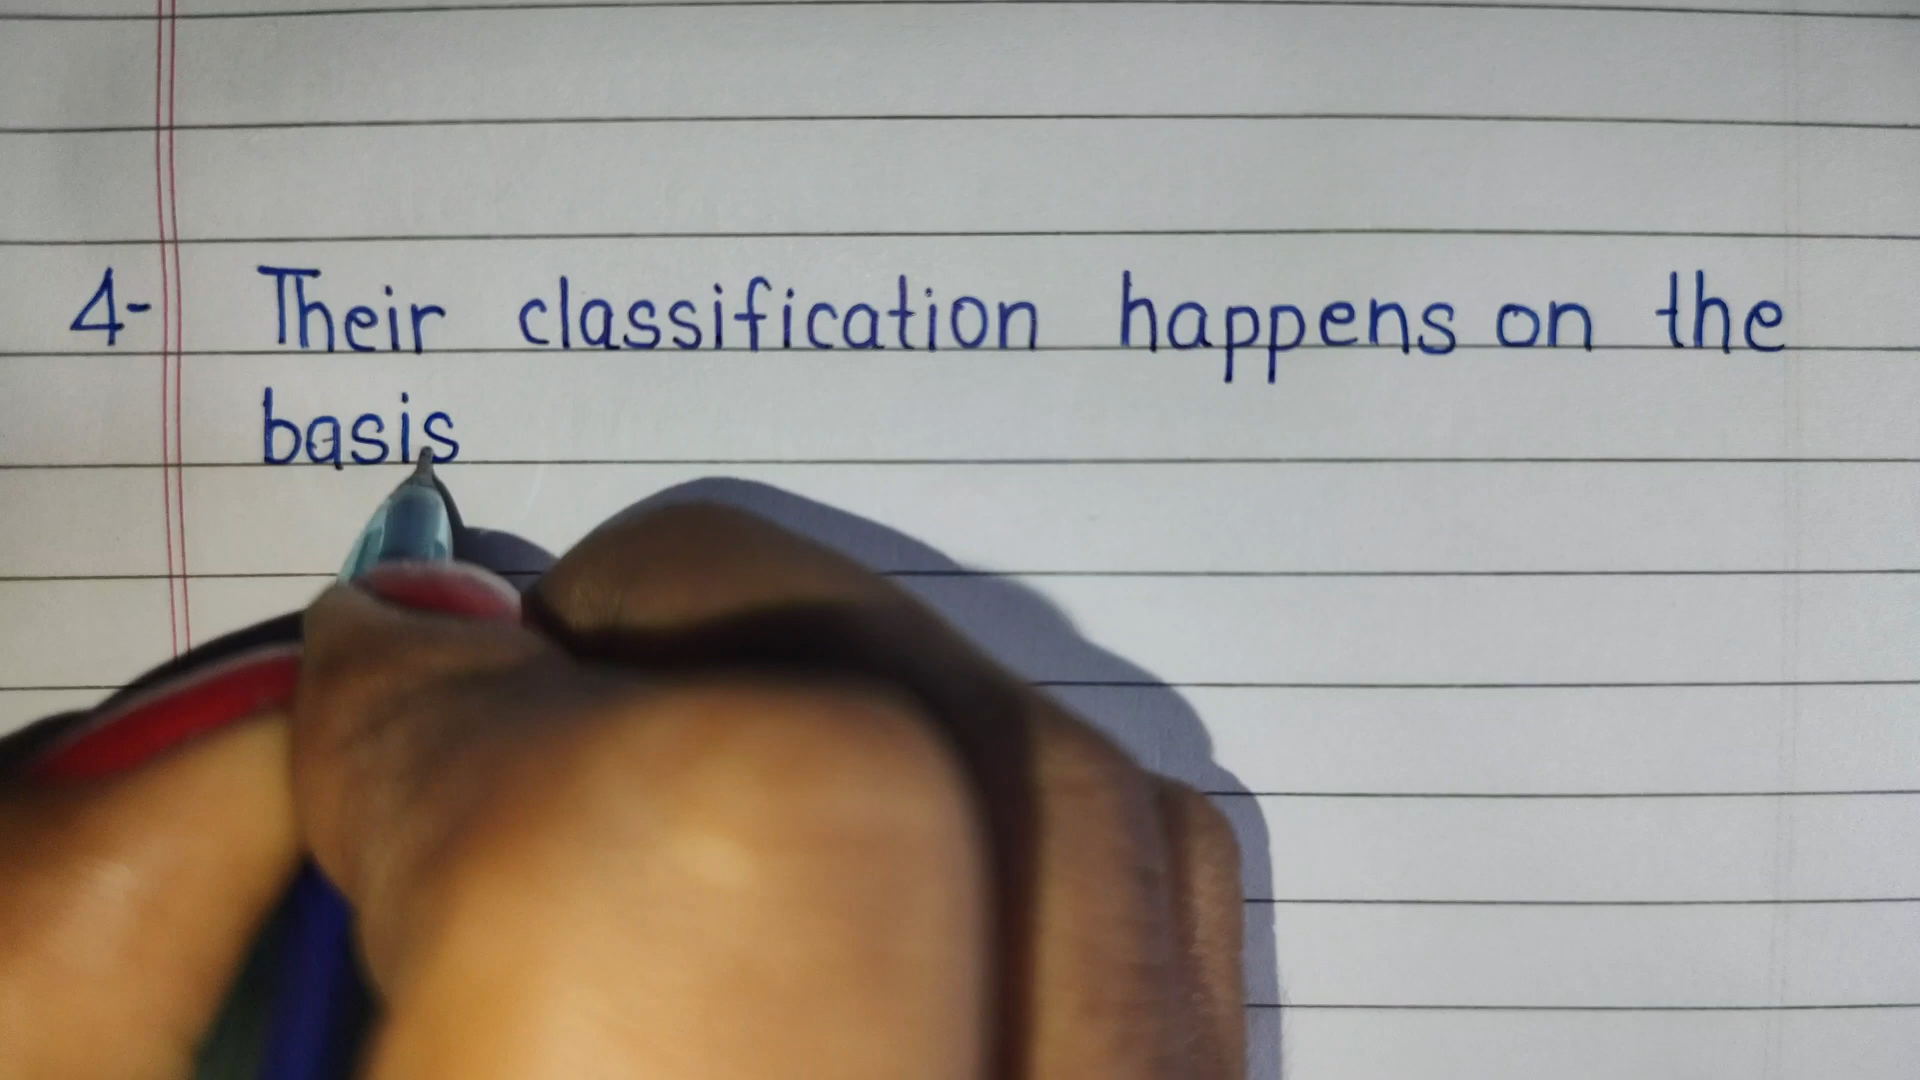 4- Their classification happens on the
basis